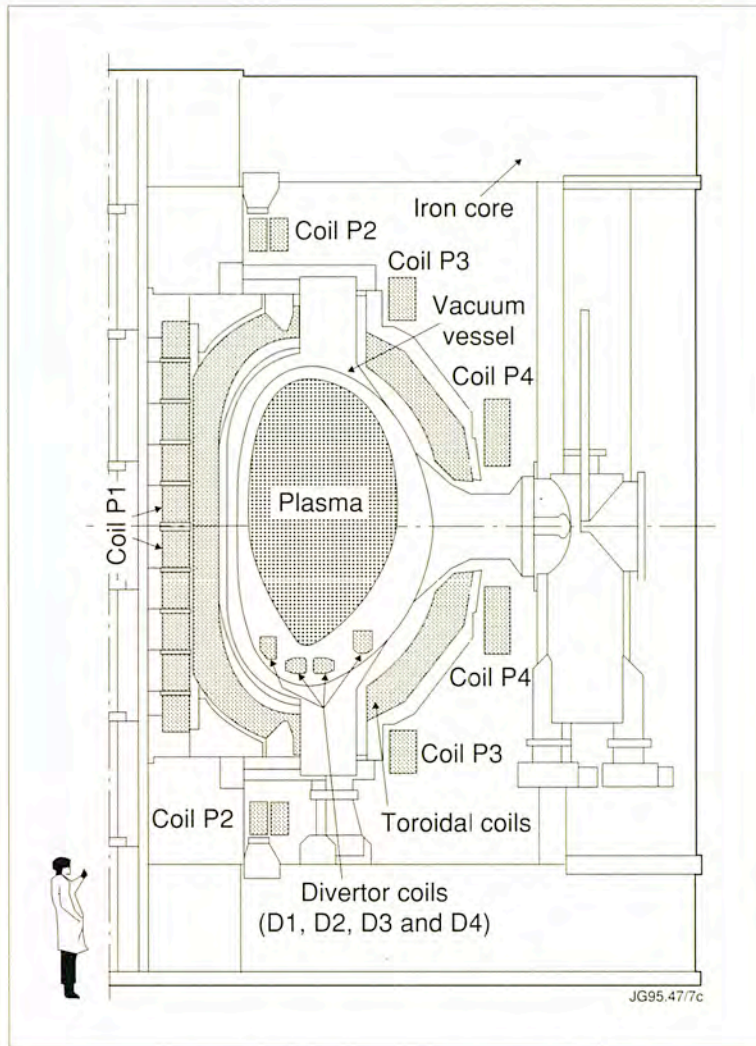 Iron core
Coil P2
Coil P3
Vacuum
vessel
Coil P4
Coil P1
Plasma
Coil P4
Coil P3
Coil P2
Toroidal coils
Divertor coils
(D1, D2, D3 and D4)
JG95.47/7c